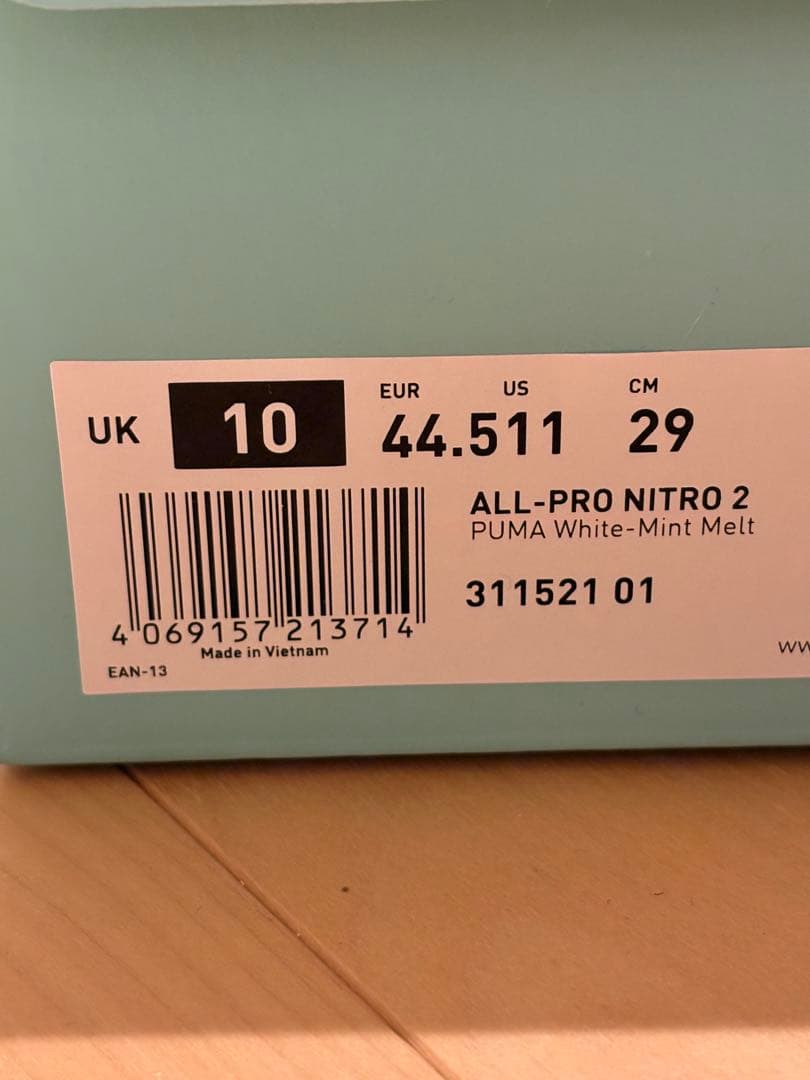 EUR US CM
UK 10 44.5 11 29
ALL-PRO NITRO 2
PUMA White-Mint Melt
311521 01
4 069157 213714
Made in Vietnam
EAN-13